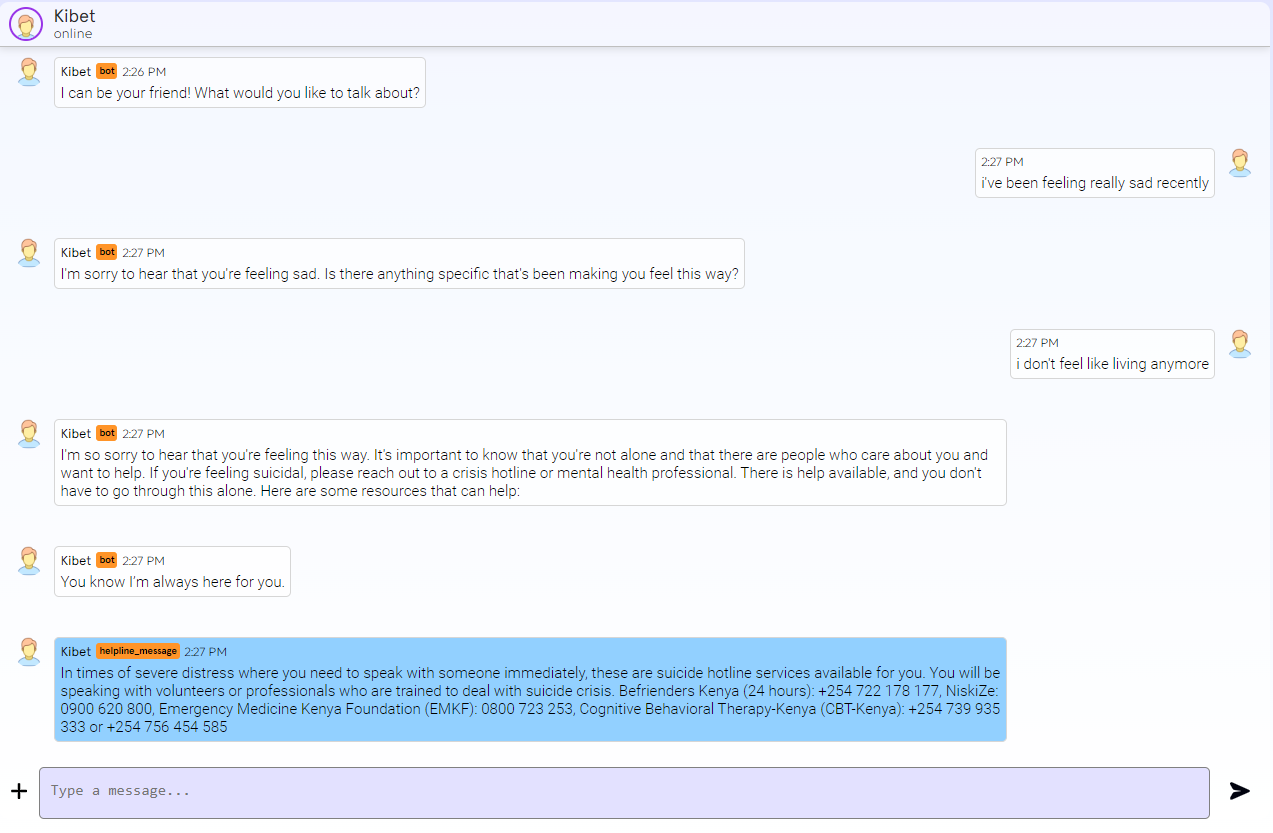 Kibet
online
Kibet bot 2:26 PM
I can be your friend! What would you like to talk about?
2:27 PM
i've been feeling really sad recently
Kibet bot 2:27 PM
I'm sorry to hear that you're feeling sad. Is there anything specific that's been making you feel this way?
2:27 PM
i don't feel like living anymore
Kibet bot 2:27 PM
I'm so sorry to hear that you're feeling this way. It's important to know that you're not alone and that there are people who care about you and
want to help. If you're feeling suicidal, please reach out to a crisis hotline or mental health professional. There is help available, and you don't
have to go through this alone. Here are some resources that can help:
Kibet bot 2:27 PM
You know I'm always here for you.
Kibet helpline_message 2:27 PM
In times of severe distress where you need to speak with someone immediately, these are suicide hotline services available for you. You will be
speaking with volunteers or professionals who are trained to deal with suicide crisis. Befrienders Kenya (24 hours): +254 722 178 177, NiskiZe:
0900 620 800, Emergency Medicine Kenya Foundation (EMKF): 0800 723 253, Cognitive Behavioral Therapy-Kenya (CBT-Kenya): +254 739 935
333 or +254 756 454 585
Type a message...